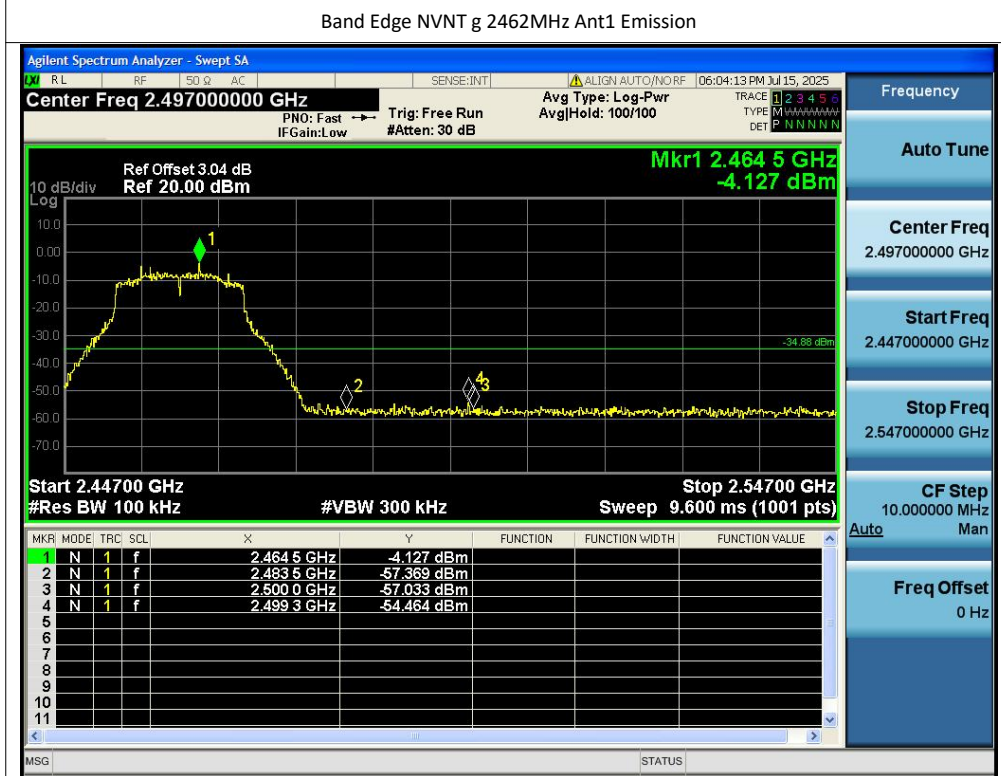 Band Edge NVNT g 2462MHz Ant1 Emission
Agilent Spectrum Analyzer - Swept SA
LXI RL RF 50 Ω AC SENSE:INT ALIGN AUTO/NO RF 06:04:13 PM Jul 15, 2025
Center Freq 2.497000000 GHz
PNO: Fast
IFGain:Low
Trig: Free Run
#Atten: 30 dB
Avg Type: Log-Pwr
Avg|Hold: 100/100
TRACE 1 2 3 4 5 6
TYPE M WWWWW
DET P N N N N N
Mkr1 2.464 5 GHz
-4.127 dBm
Ref Offset 3.04 dB
10 dB/div Ref 20.00 dBm
Log
10.0
0.00
-10.0
-20.0
-30.0
-40.0
-50.0
-60.0
-70.0
1
2
4
3
-34.88 dBm
Start 2.44700 GHz Stop 2.54700 GHz
#Res BW 100 kHz #VBW 300 kHz Sweep 9.600 ms (1001 pts)
MKR MODE TRC SCL X Y FUNCTION FUNCTION WIDTH FUNCTION VALUE
1 N 1 f 2.464 5 GHz -4.127 dBm
2 N 1 f 2.483 5 GHz -57.369 dBm
3 N 1 f 2.500 0 GHz -57.033 dBm
4 N 1 f 2.499 3 GHz -54.464 dBm
5
6
7
8
9
10
11
MSG STATUS
Frequency
Auto Tune
Center Freq
2.497000000 GHz
Start Freq
2.447000000 GHz
Stop Freq
2.547000000 GHz
CF Step
10.000000 MHz
Auto Man
Freq Offset
0 Hz